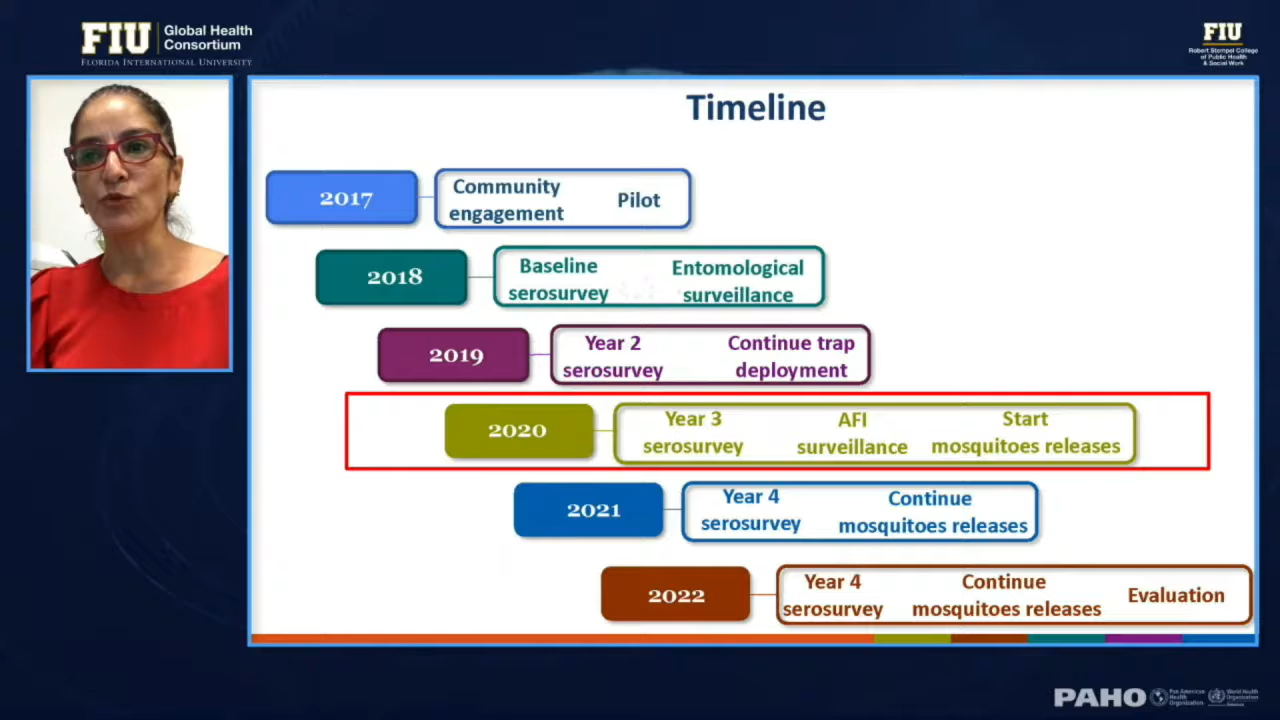 FIU
Global Health
Consortium
FLORIDA INTERNATIONAL UNIVERSITY
FIU
Robert Stempel College
of Public Health
& Social Work
Timeline
2017
Community
engagement
Pilot
2018
Baseline
serosurvey
Entomological
surveillance
2019
Year 2
serosurvey
Continue trap
deployment
2020
Year 3
serosurvey
AFI
surveillance
Start
mosquitoes releases
2021
Year 4
serosurvey
Continue
mosquitoes releases
2022
Year 4
serosurvey
Continue
mosquitoes releases
Evaluation
PAHO
Pan American
Health
Organization
World Health
Organization
Americas